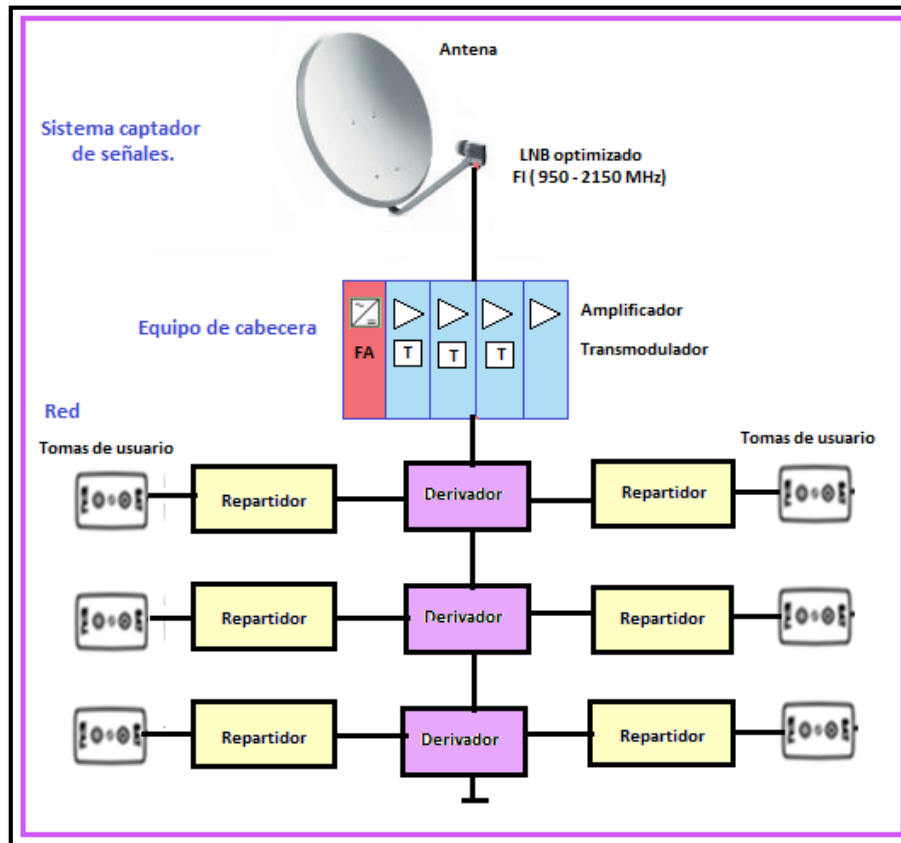 Antena
Sistema captador
de señales.
LNB optimizado
FI ( 950 - 2150 MHz)
Equipo de cabecera
Amplificador
FA
T
T
T
Transmodulador
Red
Tomas de usuario
Tomas de usuario
Repartidor
Derivador
Repartidor
Repartidor
Derivador
Repartidor
Repartidor
Derivador
Repartidor